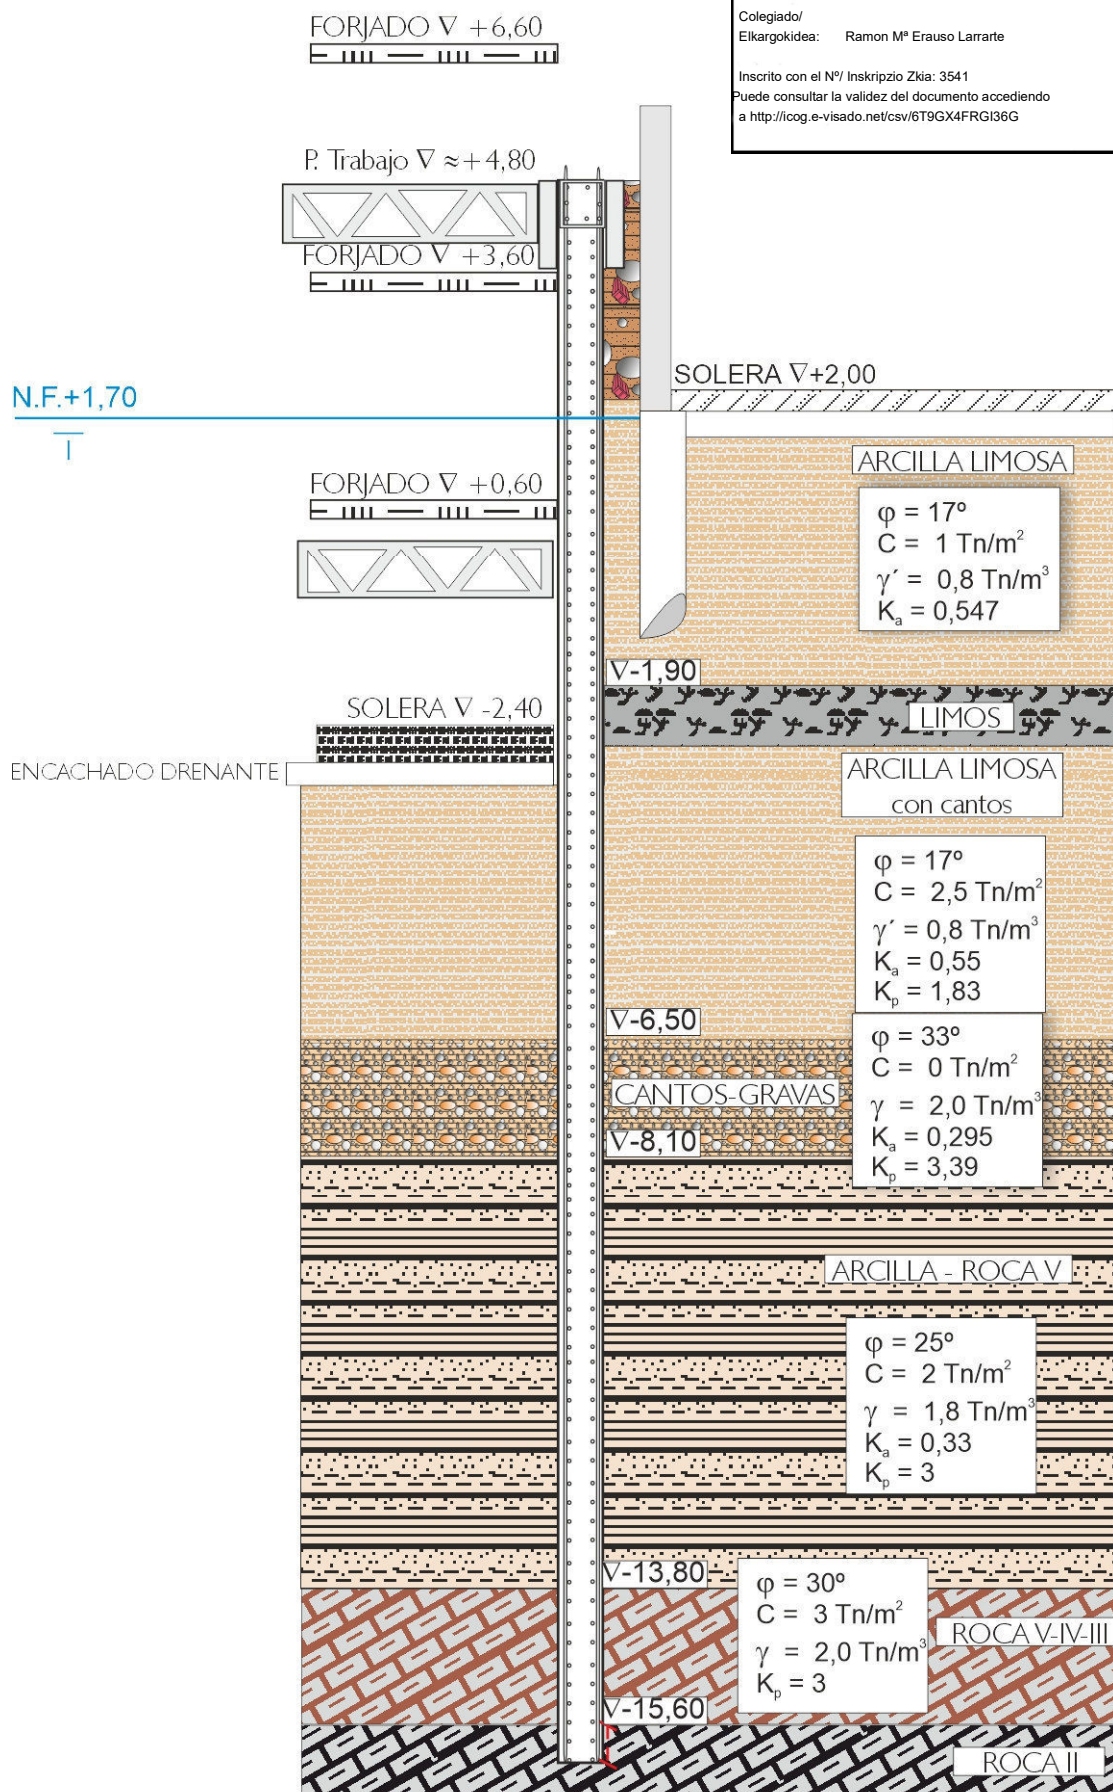 Colegiado/
Elkargokidea: Ramon Mª Erauso Larrarte
Inscrito con el Nº/ Inskripzio Zkia: 3541
Puede consultar la validez del documento accediendo
a http://icog.e-visado.net/csv/6T9GX4FRGI36G
FORJADO ∇ +6,60
P. Trabajo ∇ ≈+4,80
FORJADO ∇ +3,60
SOLERA ∇+2,00
N.F.+1,70
ARCILLA LIMOSA
FORJADO ∇ +0,60
φ = 17º
C = 1 Tn/m²
γ´ = 0,8 Tn/m³
Kₐ = 0,547
∇-1,90
SOLERA ∇ -2,40
LIMOS
ENCACHADO DRENANTE
ARCILLA LIMOSA
con cantos
φ = 17º
C = 2,5 Tn/m²
γ´ = 0,8 Tn/m³
Kₐ = 0,55
Kₚ = 1,83
∇-6,50
φ = 33º
C = 0 Tn/m²
γ = 2,0 Tn/m³
Kₐ = 0,295
Kₚ = 3,39
CANTOS-GRAVAS
∇-8,10
ARCILLA - ROCA V
φ = 25º
C = 2 Tn/m²
γ = 1,8 Tn/m³
Kₐ = 0,33
Kₚ = 3
∇-13,80
φ = 30º
C = 3 Tn/m²
γ = 2,0 Tn/m³
Kₚ = 3
ROCA V-IV-III
∇-15,60
ROCA II